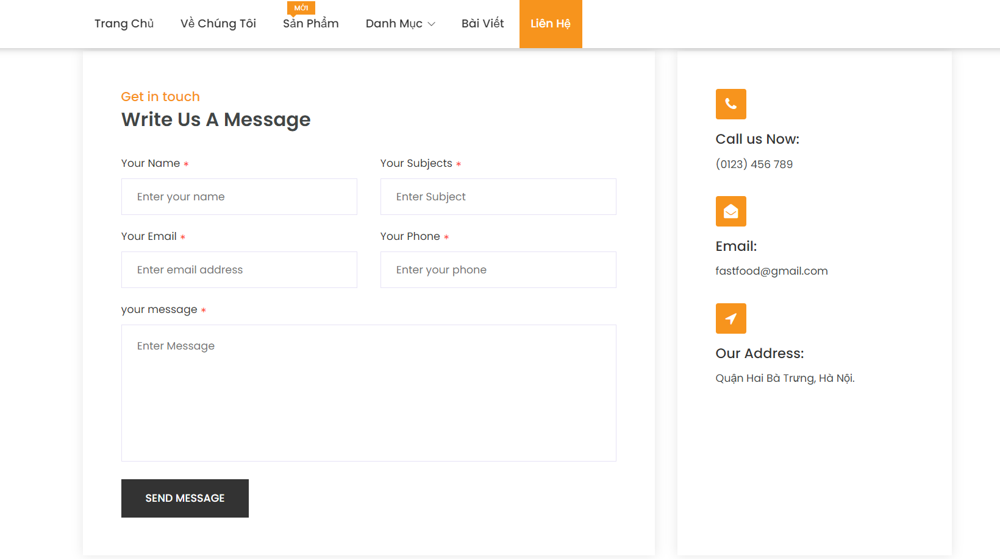 MỚI
Trang Chủ Về Chúng Tôi Sản Phẩm Danh Mục Bài Viết Liên Hệ
Get in touch
Write Us A Message
Your Name * Your Subjects *
Enter your name Enter Subject
Your Email * Your Phone *
Enter email address Enter your phone
your message *
Enter Message
SEND MESSAGE
Call us Now:
(0123) 456 789
Email:
fastfood@gmail.com
Our Address:
Quận Hai Bà Trưng, Hà Nội.